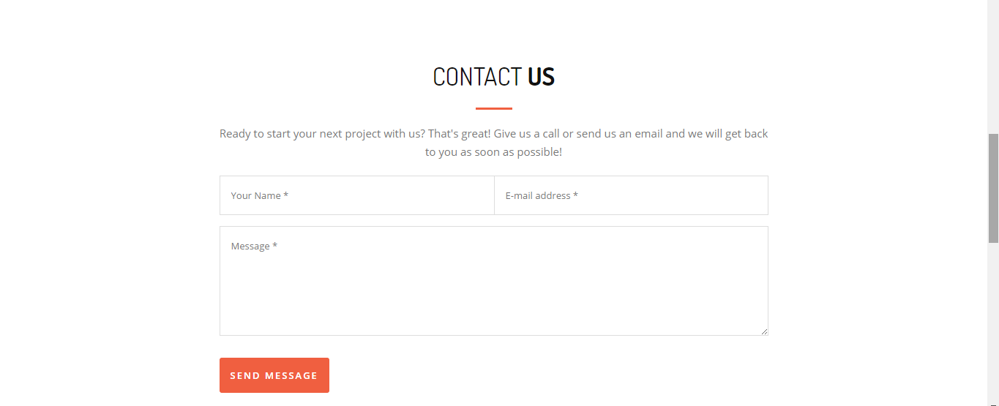 CONTACT US
Ready to start your next project with us? That's great! Give us a call or send us an email and we will get back
to you as soon as possible!
Your Name *
E-mail address *
Message *
SEND MESSAGE